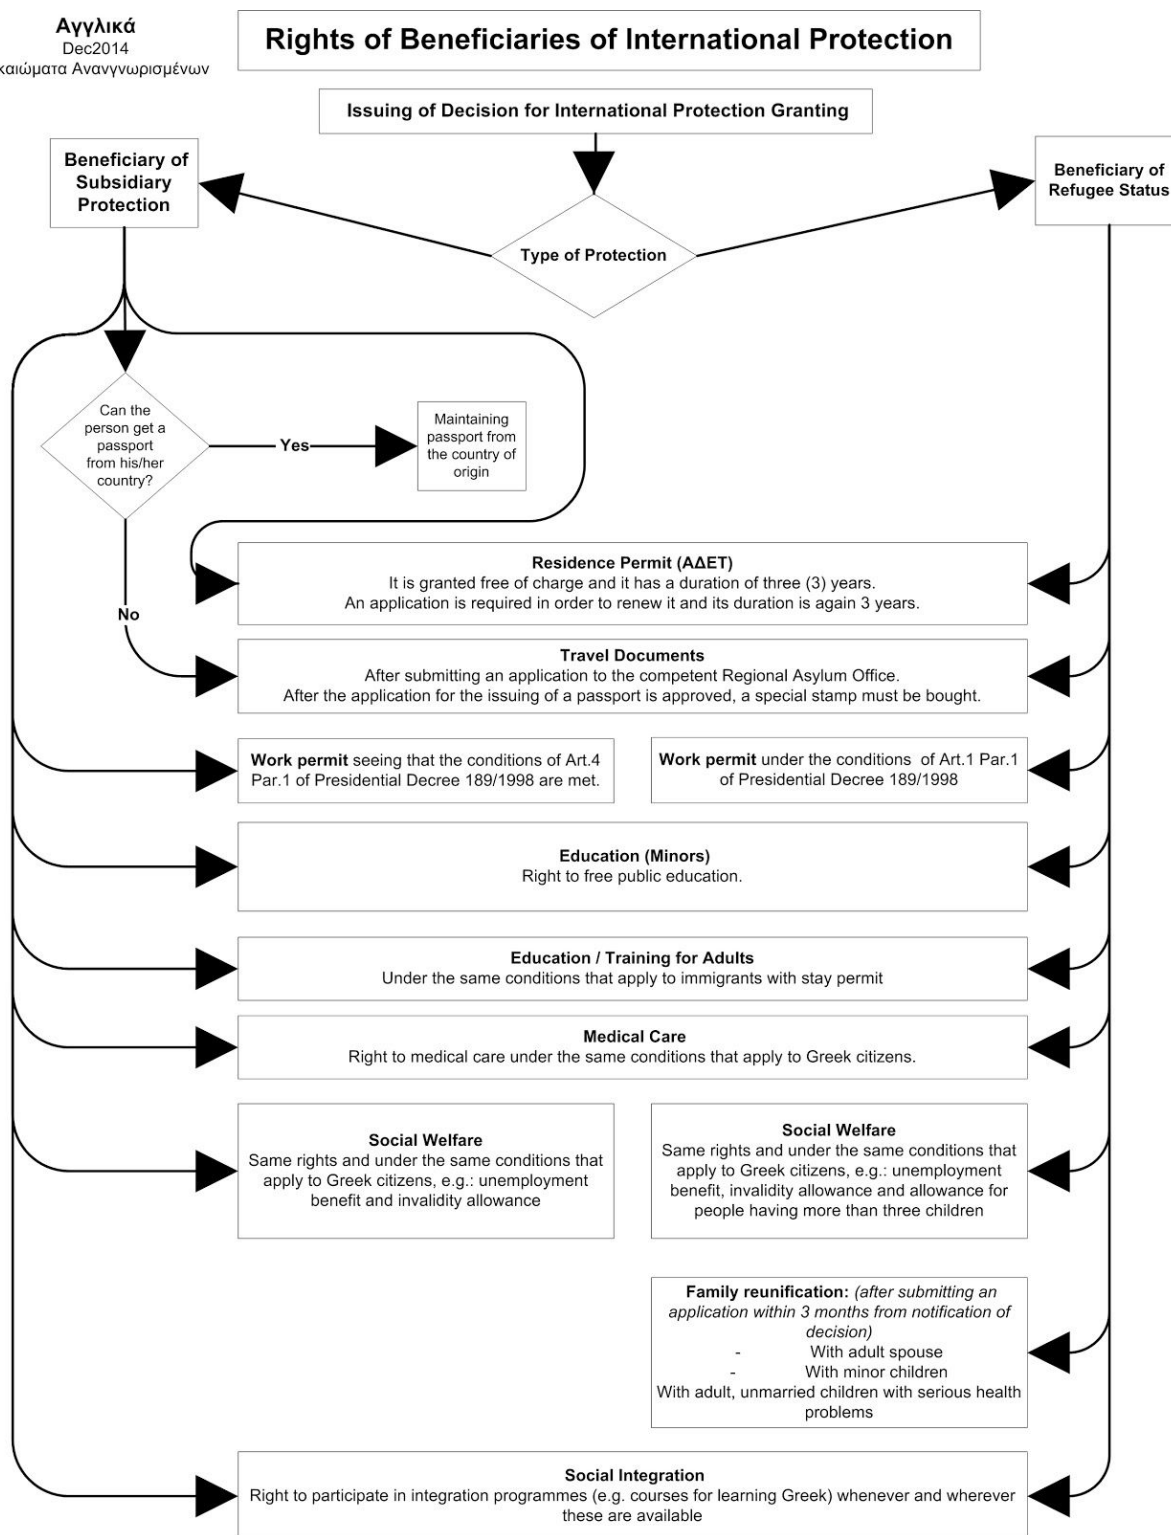 Αγγλικά
Dec2014
καιώματα Ανανγνωρισμένων
Rights of Beneficiaries of International Protection
Issuing of Decision for International Protection Granting
Beneficiary of
Subsidiary
Protection
Type of Protection
Beneficiary of
Refugee Status
Can the
person get a
passport
from his/her
country?
Yes
Maintaining
passport from
the country of
origin
No
Residence Permit (ΑΔΕΤ)
It is granted free of charge and it has a duration of three (3) years.
An application is required in order to renew it and its duration is again 3 years.
Travel Documents
After submitting an application to the competent Regional Asylum Office.
After the application for the issuing of a passport is approved, a special stamp must be bought.
Work permit seeing that the conditions of Art.4
Par.1 of Presidential Decree 189/1998 are met.
Work permit under the conditions of Art.1 Par.1
of Presidential Decree 189/1998
Education (Minors)
Right to free public education.
Education / Training for Adults
Under the same conditions that apply to immigrants with stay permit
Medical Care
Right to medical care under the same conditions that apply to Greek citizens.
Social Welfare
Same rights and under the same conditions that
apply to Greek citizens, e.g.: unemployment
benefit and invalidity allowance
Social Welfare
Same rights and under the same conditions that
apply to Greek citizens, e.g.: unemployment
benefit, invalidity allowance and allowance for
people having more than three children
Family reunification: (after submitting an
application within 3 months from notification of
decision)
- With adult spouse
- With minor children
With adult, unmarried children with serious health
problems
Social Integration
Right to participate in integration programmes (e.g. courses for learning Greek) whenever and wherever
these are available